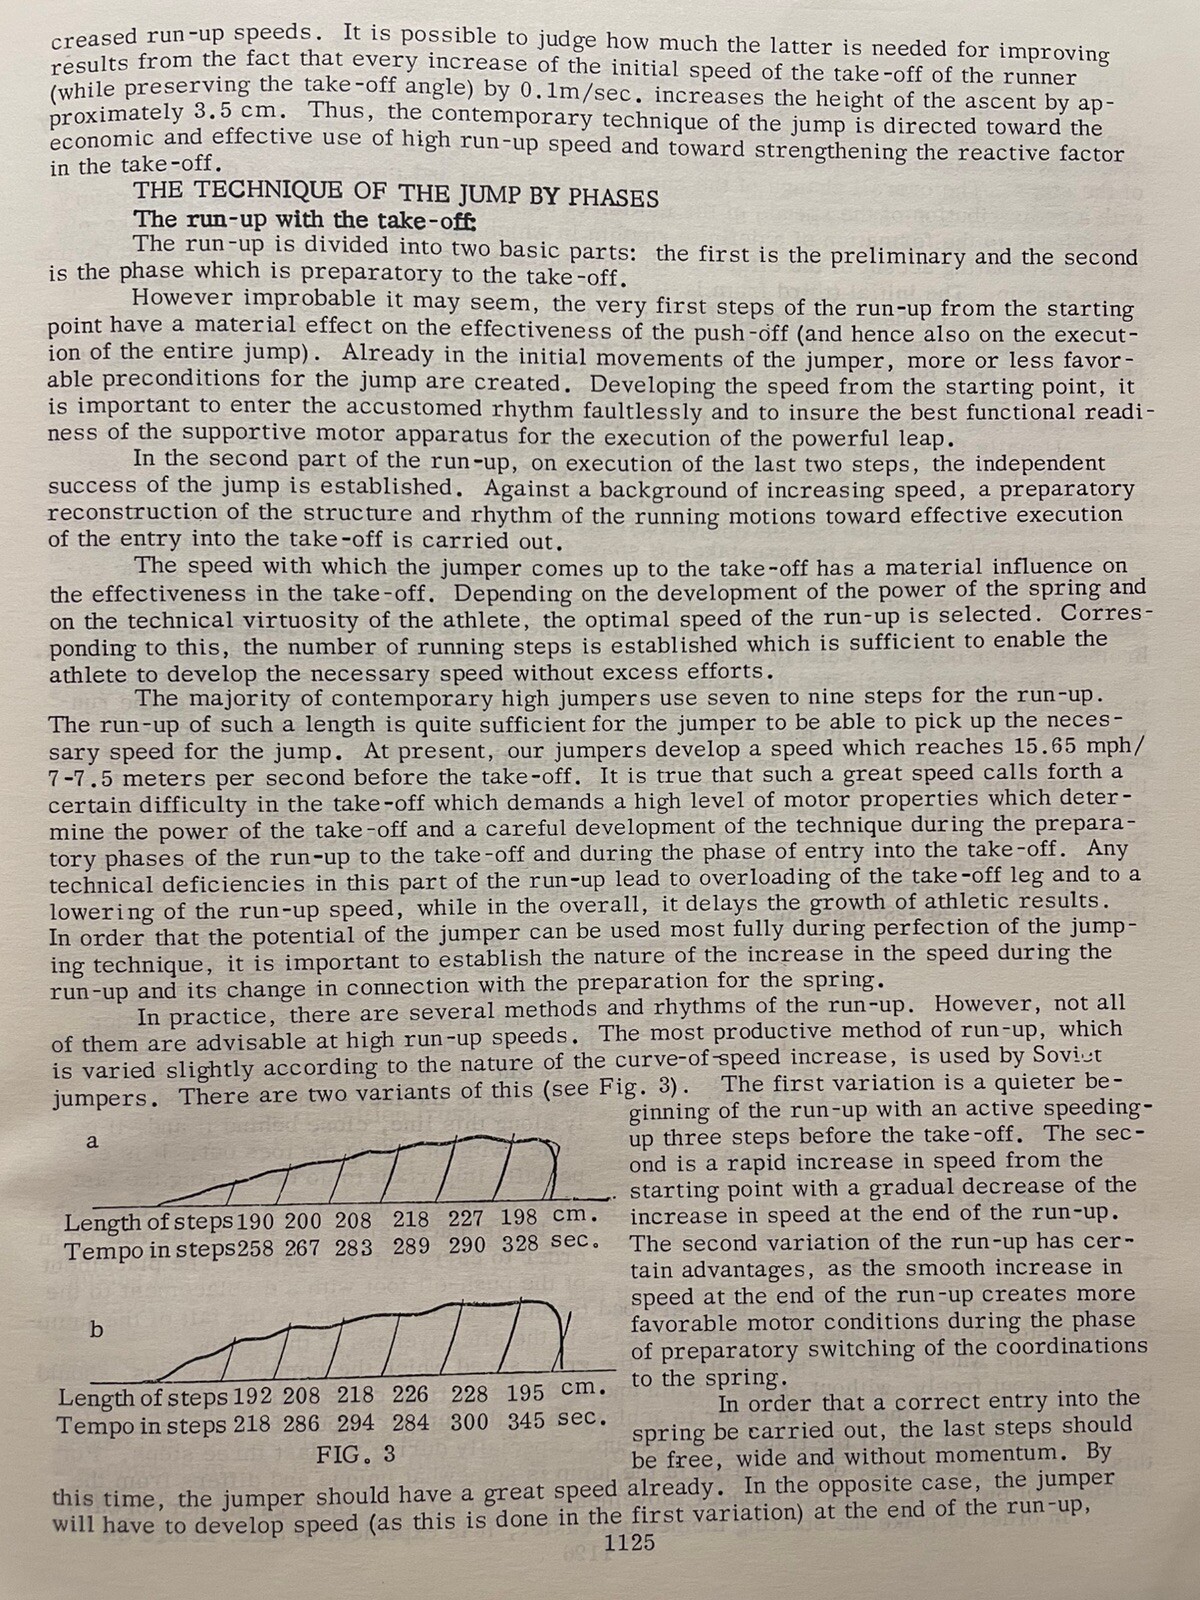 creased run-up speeds. It is possible to judge how much the latter is needed for improving
results from the fact that every increase of the initial speed of the take-off of the runner
(while preserving the take-off angle) by 0.1m/sec. increases the height of the ascent by ap-
proximately 3.5 cm. Thus, the contemporary technique of the jump is directed toward the
economic and effective use of high run-up speed and toward strengthening the reactive factor
in the take-off.
THE TECHNIQUE OF THE JUMP BY PHASES
The run-up with the take-off:
The run-up is divided into two basic parts: the first is the preliminary and the second
is the phase which is preparatory to the take-off.
However improbable it may seem, the very first steps of the run-up from the starting
point have a material effect on the effectiveness of the push-off (and hence also on the execut-
ion of the entire jump). Already in the initial movements of the jumper, more or less favor-
able preconditions for the jump are created. Developing the speed from the starting point, it
is important to enter the accustomed rhythm faultlessly and to insure the best functional readi-
ness of the supportive motor apparatus for the execution of the powerful leap.
In the second part of the run-up, on execution of the last two steps, the independent
success of the jump is established. Against a background of increasing speed, a preparatory
reconstruction of the structure and rhythm of the running motions toward effective execution
of the entry into the take-off is carried out.
The speed with which the jumper comes up to the take-off has a material influence on
the effectiveness in the take-off. Depending on the development of the power of the spring and
on the technical virtuosity of the athlete, the optimal speed of the run-up is selected. Corres-
ponding to this, the number of running steps is established which is sufficient to enable the
athlete to develop the necessary speed without excess efforts.
The majority of contemporary high jumpers use seven to nine steps for the run-up.
The run-up of such a length is quite sufficient for the jumper to be able to pick up the neces-
sary speed for the jump. At present, our jumpers develop a speed which reaches 15.65 mph/
7-7.5 meters per second before the take-off. It is true that such a great speed calls forth a
certain difficulty in the take-off which demands a high level of motor properties which deter-
mine the power of the take-off and a careful development of the technique during the prepara-
tory phases of the run-up to the take-off and during the phase of entry into the take-off. Any
technical deficiencies in this part of the run-up lead to overloading of the take-off leg and to a
lowering of the run-up speed, while in the overall, it delays the growth of athletic results.
In order that the potential of the jumper can be used most fully during perfection of the jump-
ing technique, it is important to establish the nature of the increase in the speed during the
run-up and its change in connection with the preparation for the spring.
In practice, there are several methods and rhythms of the run-up. However, not all
of them are advisable at high run-up speeds. The most productive method of run-up, which
is varied slightly according to the nature of the curve-of-speed increase, is used by Soviet
jumpers. There are two variants of this (see Fig. 3). The first variation is a quieter be-
ginning of the run-up with an active speeding-
up three steps before the take-off. The sec-
ond is a rapid increase in speed from the
starting point with a gradual decrease of the
increase in speed at the end of the run-up.
The second variation of the run-up has cer-
tain advantages, as the smooth increase in
speed at the end of the run-up creates more
favorable motor conditions during the phase
of preparatory switching of the coordinations
to the spring.
In order that a correct entry into the
spring be carried out, the last steps should
be free, wide and without momentum. By
a
Length of steps 190 200 208 218 227 198 cm.
Tempo in steps 258 267 283 289 290 328 sec.
b
Length of steps 192 208 218 226 228 195 cm.
Tempo in steps 218 286 294 284 300 345 sec.
FIG. 3
this time, the jumper should have a great speed already. In the opposite case, the jumper
will have to develop speed (as this is done in the first variation) at the end of the run-up,
1125